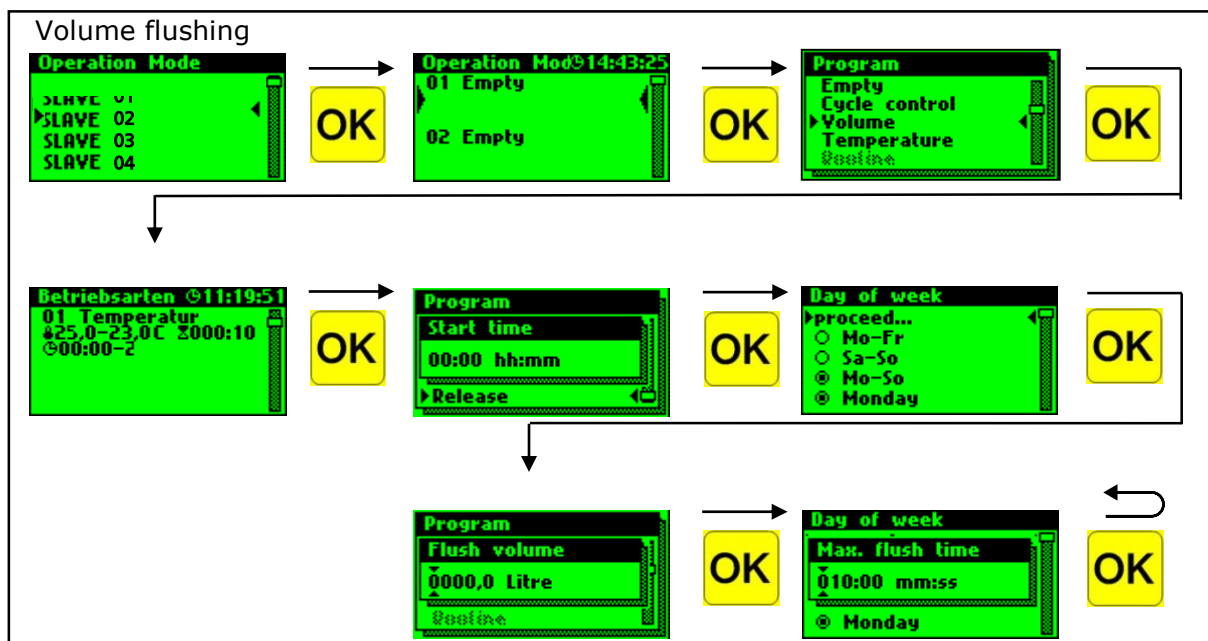 Volume flushing
Operation Mode
SLAVE 01
SLAVE 02
SLAVE 03
SLAVE 04
OK
Operation Mod 14:43:25
01 Empty
02 Empty
OK
Program
Empty
Cycle control
Volume
Temperature
Routine
OK
Betriebsarten 11:19:51
01 Temperatur
25,0-23,0C 000:10
00:00-2
OK
Program
Start time
00:00 hh:mm
Release
OK
Day of week
proceed...
Mo-Fr
Sa-So
Mo-So
Monday
OK
Program
Flush volume
0000,0 Litre
Routine
OK
Day of week
Max. flush time
010:00 mm:ss
Monday
OK